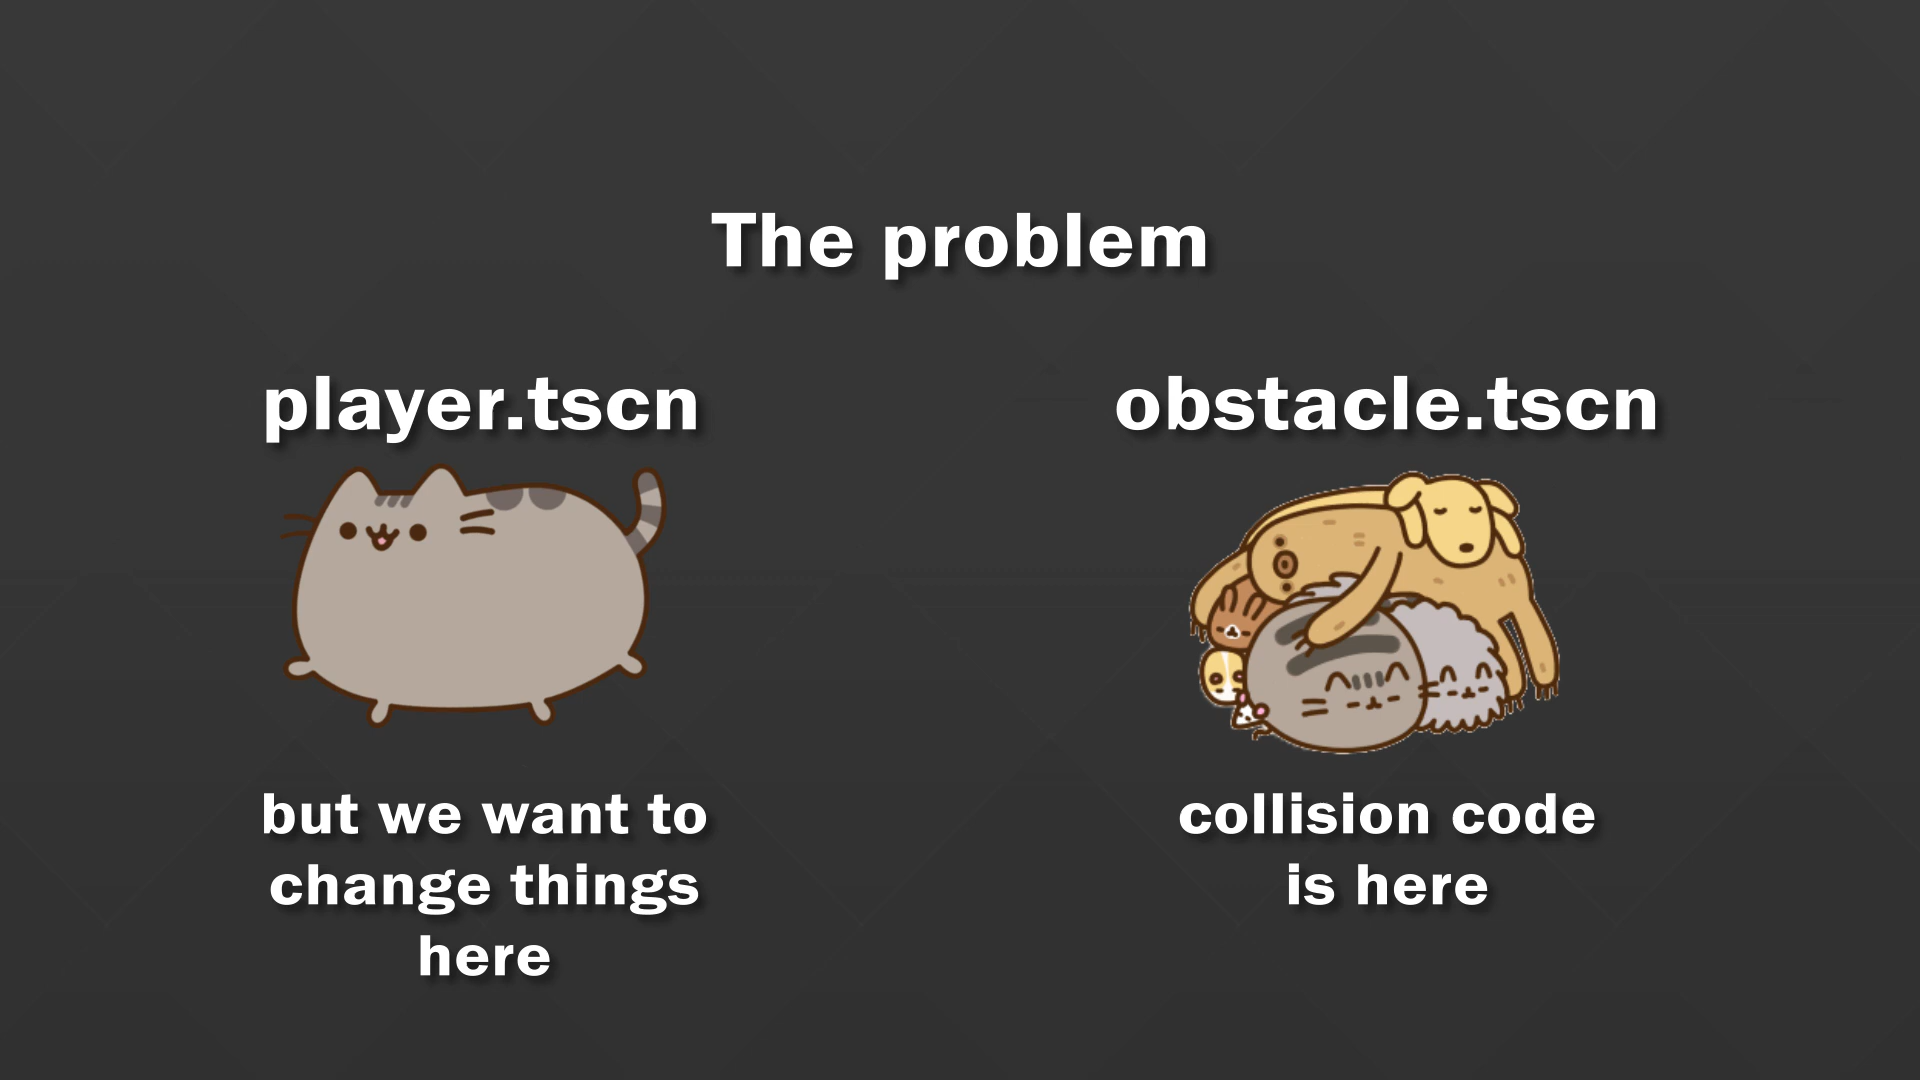 The problem
player.tscn
but we want to
change things
here
obstacle.tscn
collision code
is here